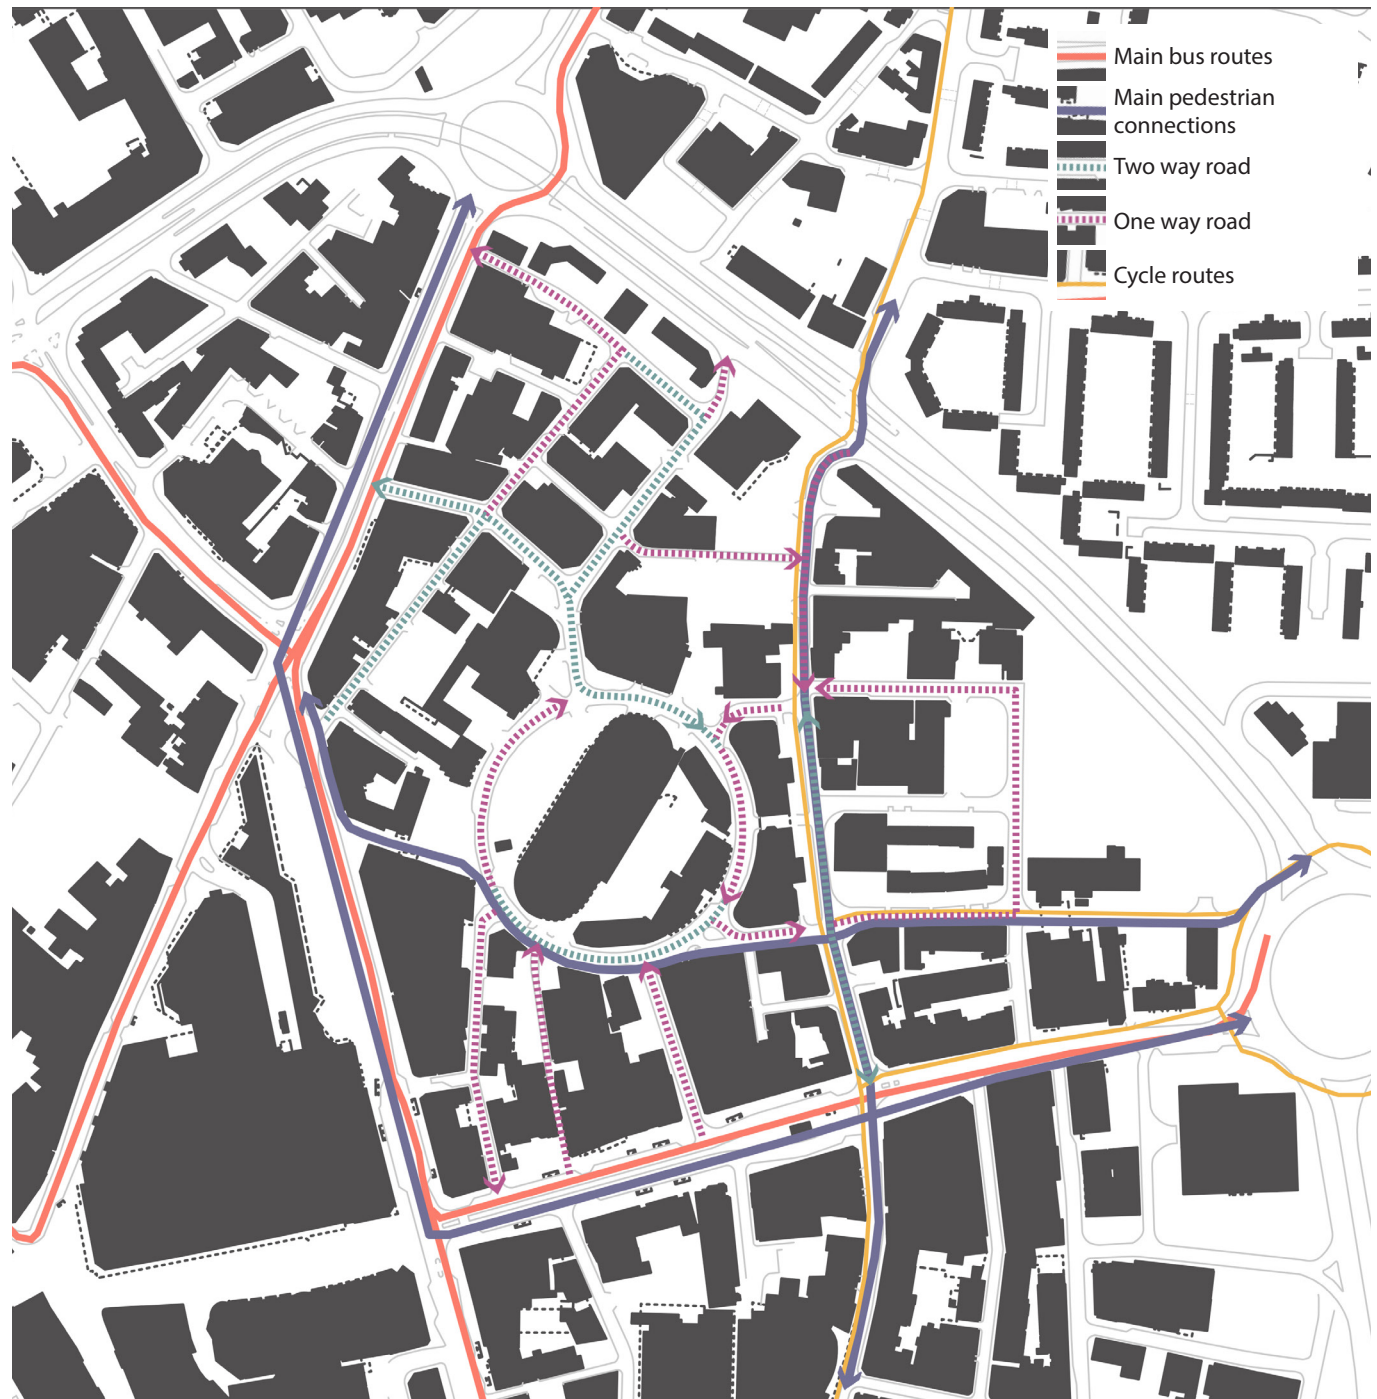 Main bus routes
Main pedestrian
connections
Two way road
One way road
Cycle routes